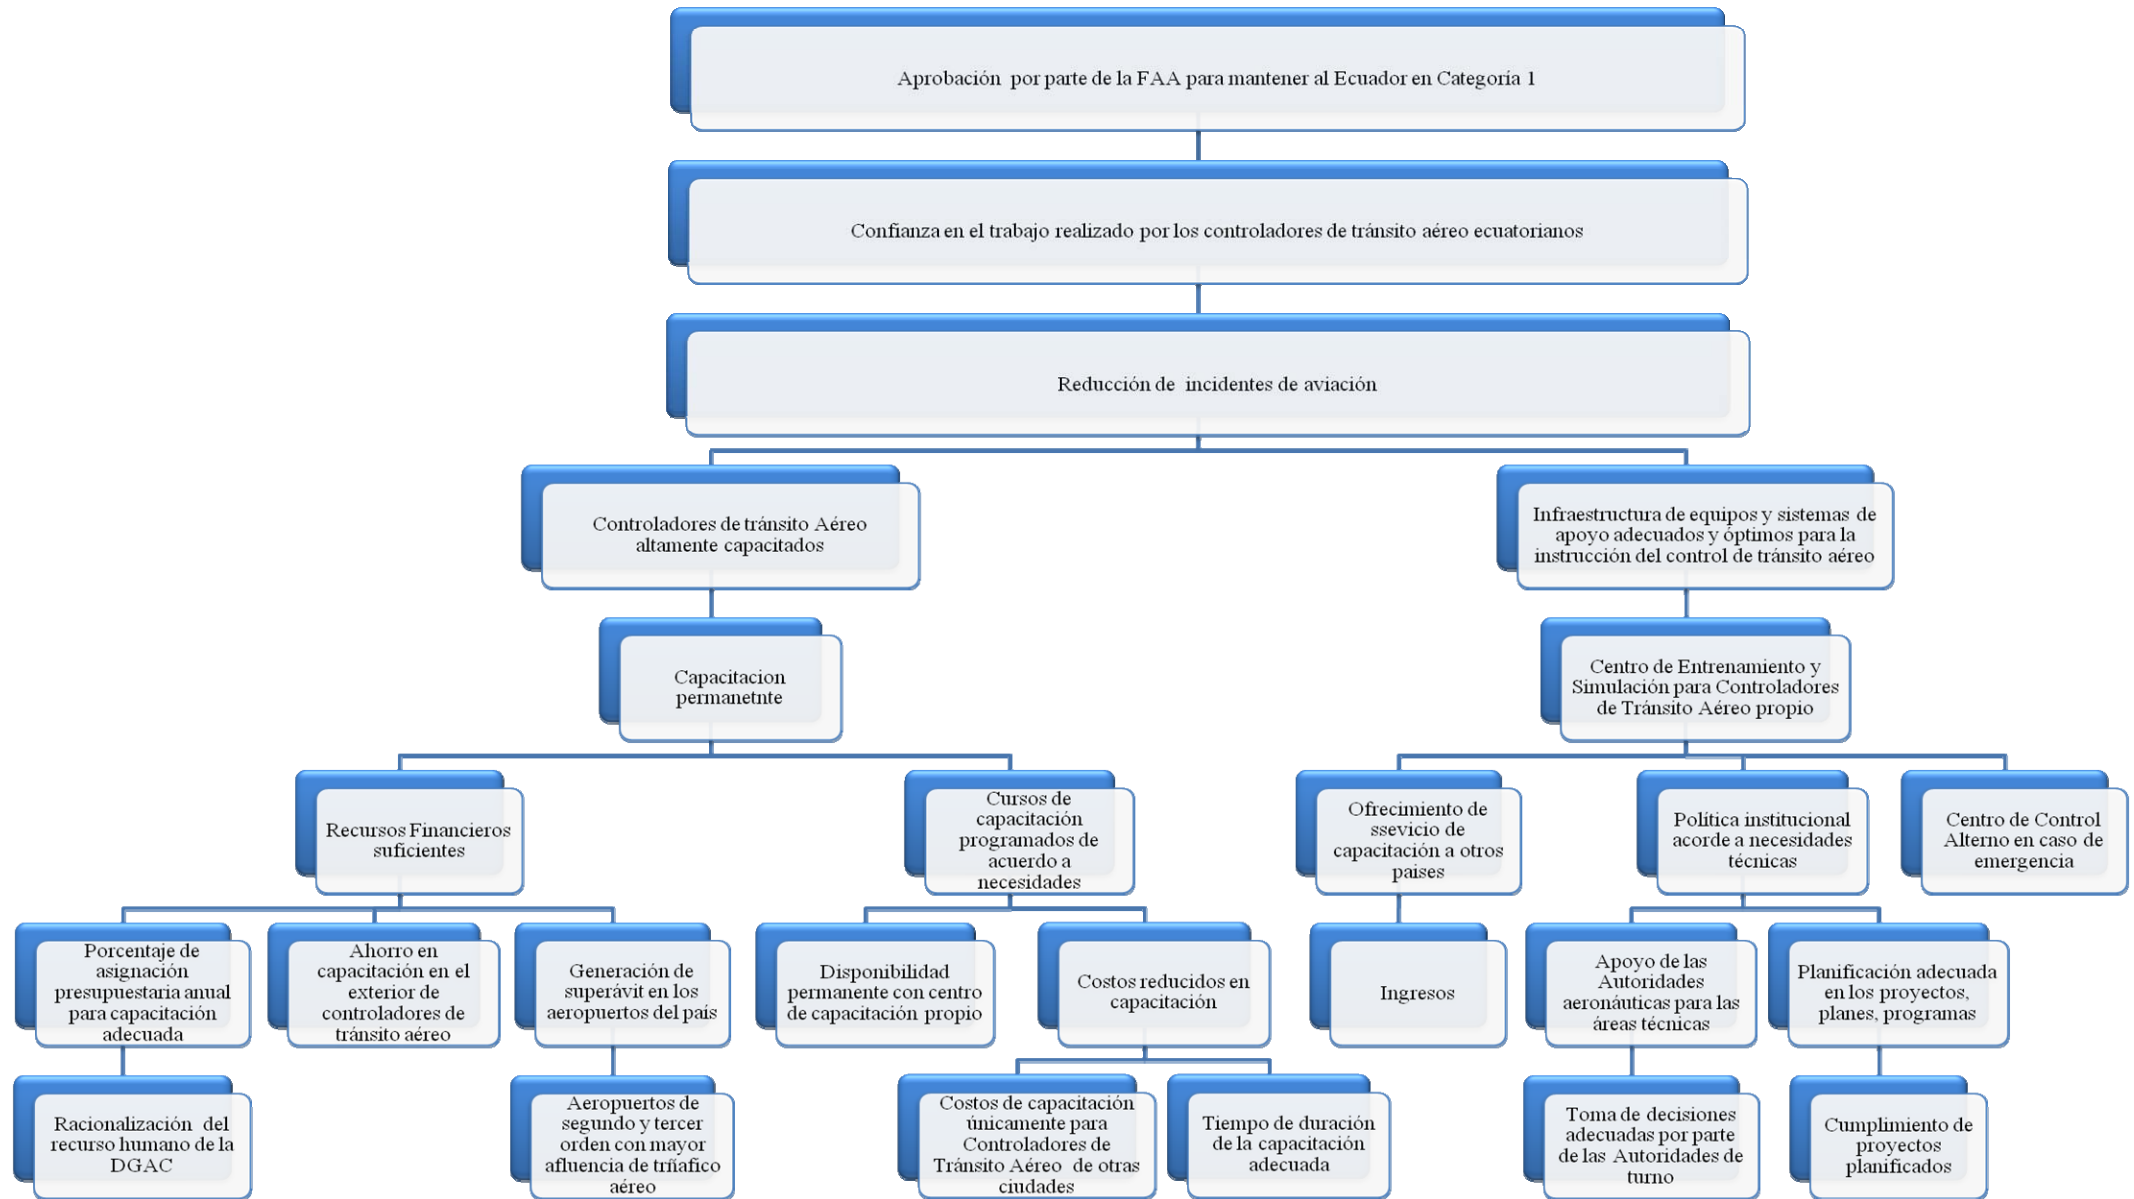 Aprobación por parte de la FAA para mantener al Ecuador en Categoría 1
Confianza en el trabajo realizado por los controladores de tránsito aéreo ecuatorianos
Reducción de incidentes de aviación
Controladores de tránsito Aéreo
altamente capacitados
Infraestructura de equipos y sistemas de
apoyo adecuados y óptimos para la
instrucción del control de tránsito aéreo
Capacitacion
permanetnte
Centro de Entrenamiento y
Simulación para Controladores
de Tránsito Aéreo propio
Recursos Financieros
suficientes
Cursos de
capacitación
programados de
acuerdo a
necesidades
Ofrecimiento de
ssevicio de
capacitación a otros
paises
Política institucional
acorde a necesidades
técnicas
Centro de Control
Alterno en caso de
emergencia
Porcentaje de
asignación
presupuestaria anual
para capacitación
adecuada
Ahorro en
capacitación en el
exterior de
controladores de
tránsito aéreo
Generación de
superávit en los
aeropuertos del país
Disponibilidad
permanente con centro
de capacitación propio
Costos reducidos en
capacitación
Ingresos
Apoyo de las
Autoridades
aeronáuticas para las
áreas técnicas
Planificación adecuada
en los proyectos,
planes, programas
Racionalización del
recurso humano de la
DGAC
Aeropuertos de
segundo y tercer
orden con mayor
afluencia de trñafico
aéreo
Costos de capacitación
únicamente para
Controladores de
Tránsito Aéreo de otras
ciudades
Tiempo de duración
de la capacitación
adecuada
Toma de decisiones
adecuadas por parte
de las Autoridades de
turno
Cumplimiento de
proyectos
planificados